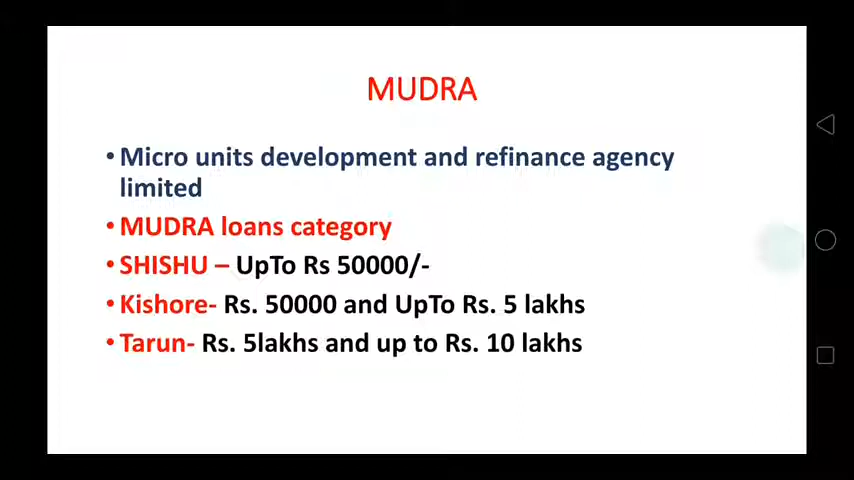 MUDRA
• Micro units development and refinance agency
limited
• MUDRA loans category
• SHISHU – UpTo Rs 50000/-
• Kishore- Rs. 50000 and UpTo Rs. 5 lakhs
• Tarun- Rs. 5lakhs and up to Rs. 10 lakhs